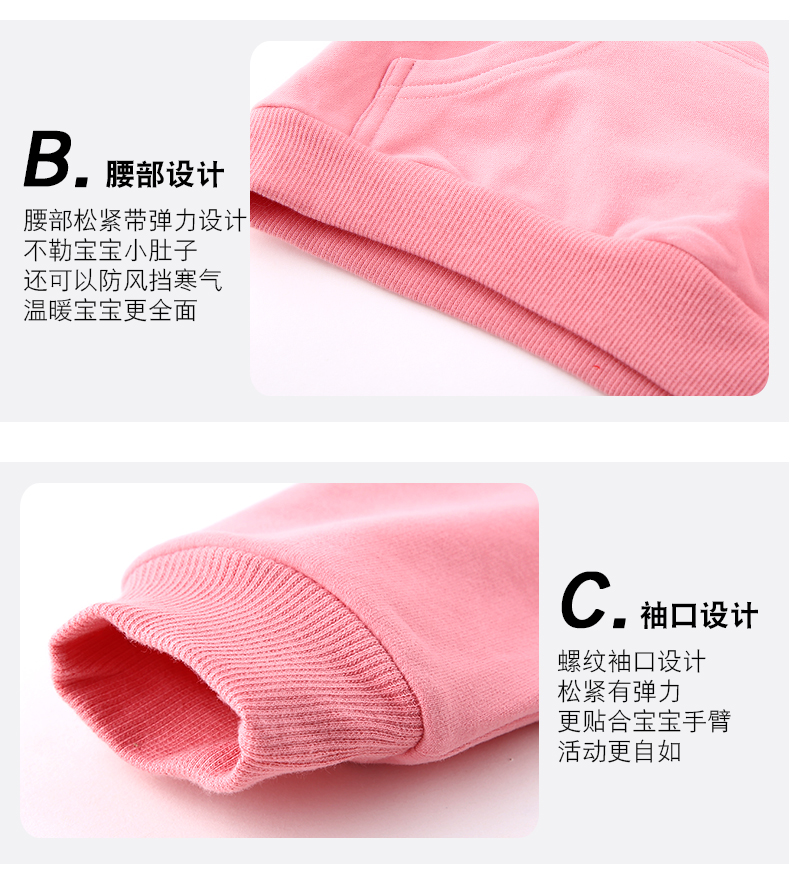 B. 腰部设计
腰部松紧带弹力设计
不勒宝宝小肚子
还可以防风挡寒气
温暖宝宝更全面
C. 袖口设计
螺纹袖口设计
松紧有弹力
更贴合宝宝手臂
活动更自如